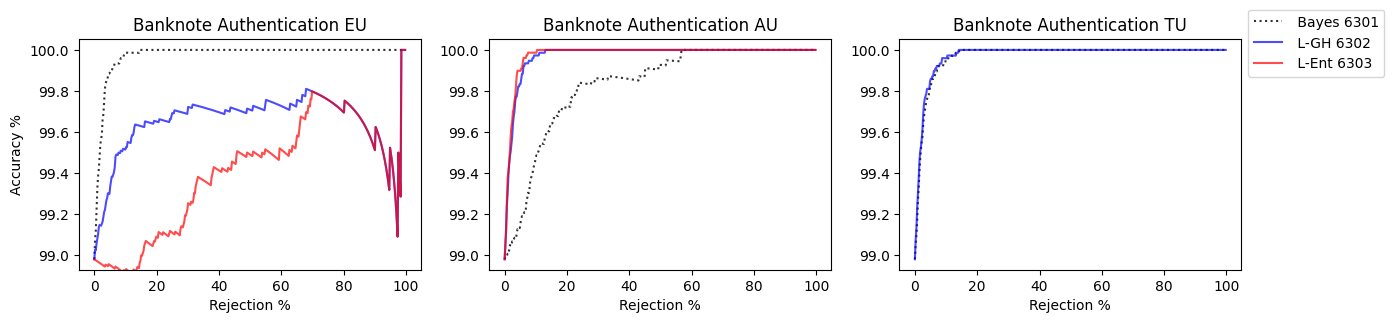 Banknote Authentication EU
Accuracy %
100.0
99.8
99.6
99.4
99.2
99.0
0 20 40 60 80 100
Rejection %
Banknote Authentication AU
100.0
99.8
99.6
99.4
99.2
99.0
0 20 40 60 80 100
Rejection %
Banknote Authentication TU
100.0
99.8
99.6
99.4
99.2
99.0
0 20 40 60 80 100
Rejection %
Bayes 6301
L-GH 6302
L-Ent 6303